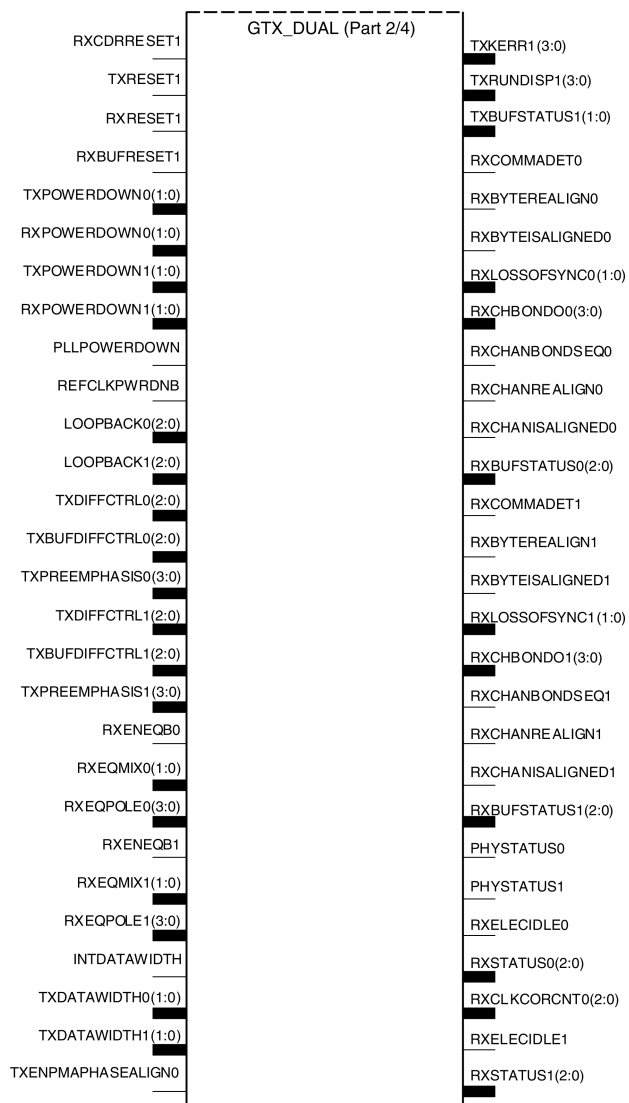 GTX_DUAL (Part 2/4)
RXCDRRESET1
TXRESET1
RXRESET1
RXBUFRESET1
TXPOWERDOWN0(1:0)
RXPOWERDOWN0(1:0)
TXPOWERDOWN1(1:0)
RXPOWERDOWN1(1:0)
PLLPOWERDOWN
REFCLKPWRDNB
LOOPBACK0(2:0)
LOOPBACK1(2:0)
TXDIFFCTRL0(2:0)
TXBUFDIFFCTRL0(2:0)
TXPREEMPHASIS0(3:0)
TXDIFFCTRL1(2:0)
TXBUFDIFFCTRL1(2:0)
TXPREEMPHASIS1(3:0)
RXENEQB0
RXEQMIX0(1:0)
RXEQPOLE0(3:0)
RXENEQB1
RXEQMIX1(1:0)
RXEQPOLE1(3:0)
INTDATAWIDTH
TXDATAWIDTH0(1:0)
TXDATAWIDTH1(1:0)
TXENPMAPHASEALIGN0
TXKERR1(3:0)
TXRUNDISP1(3:0)
TXBUFSTATUS1(1:0)
RXCOMMADET0
RXBYTEREALIGN0
RXBYTEISALIGNED0
RXLOSSOFSYNC0(1:0)
RXCHBONDO0(3:0)
RXCHANBONDSEQ0
RXCHANREALIGN0
RXCHANISALIGNED0
RXBUFSTATUS0(2:0)
RXCOMMADET1
RXBYTEREALIGN1
RXBYTEISALIGNED1
RXLOSSOFSYNC1(1:0)
RXCHBONDO1(3:0)
RXCHANBONDSEQ1
RXCHANREALIGN1
RXCHANISALIGNED1
RXBUFSTATUS1(2:0)
PHYSTATUS0
PHYSTATUS1
RXELECIDLE0
RXSTATUS0(2:0)
RXCLKCORCNT0(2:0)
RXELECIDLE1
RXSTATUS1(2:0)